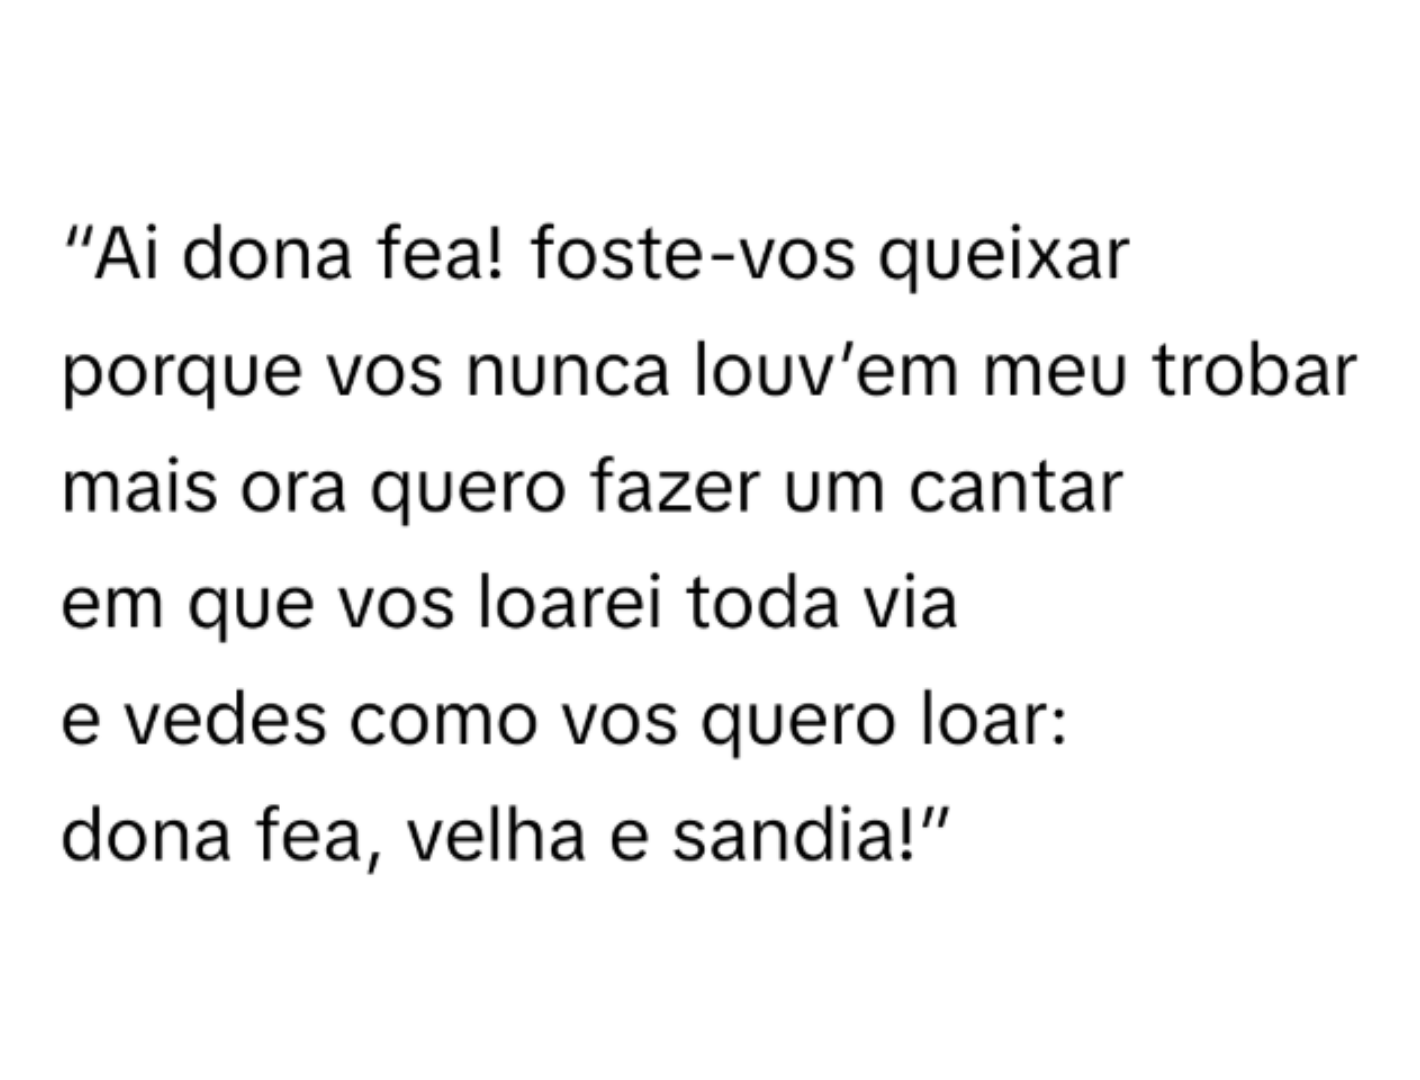 “Ai dona fea! foste-vos queixar
porque vos nunca louv’em meu trobar
mais ora quero fazer um cantar
em que vos loarei toda via
e vedes como vos quero loar:
dona fea, velha e sandia!”